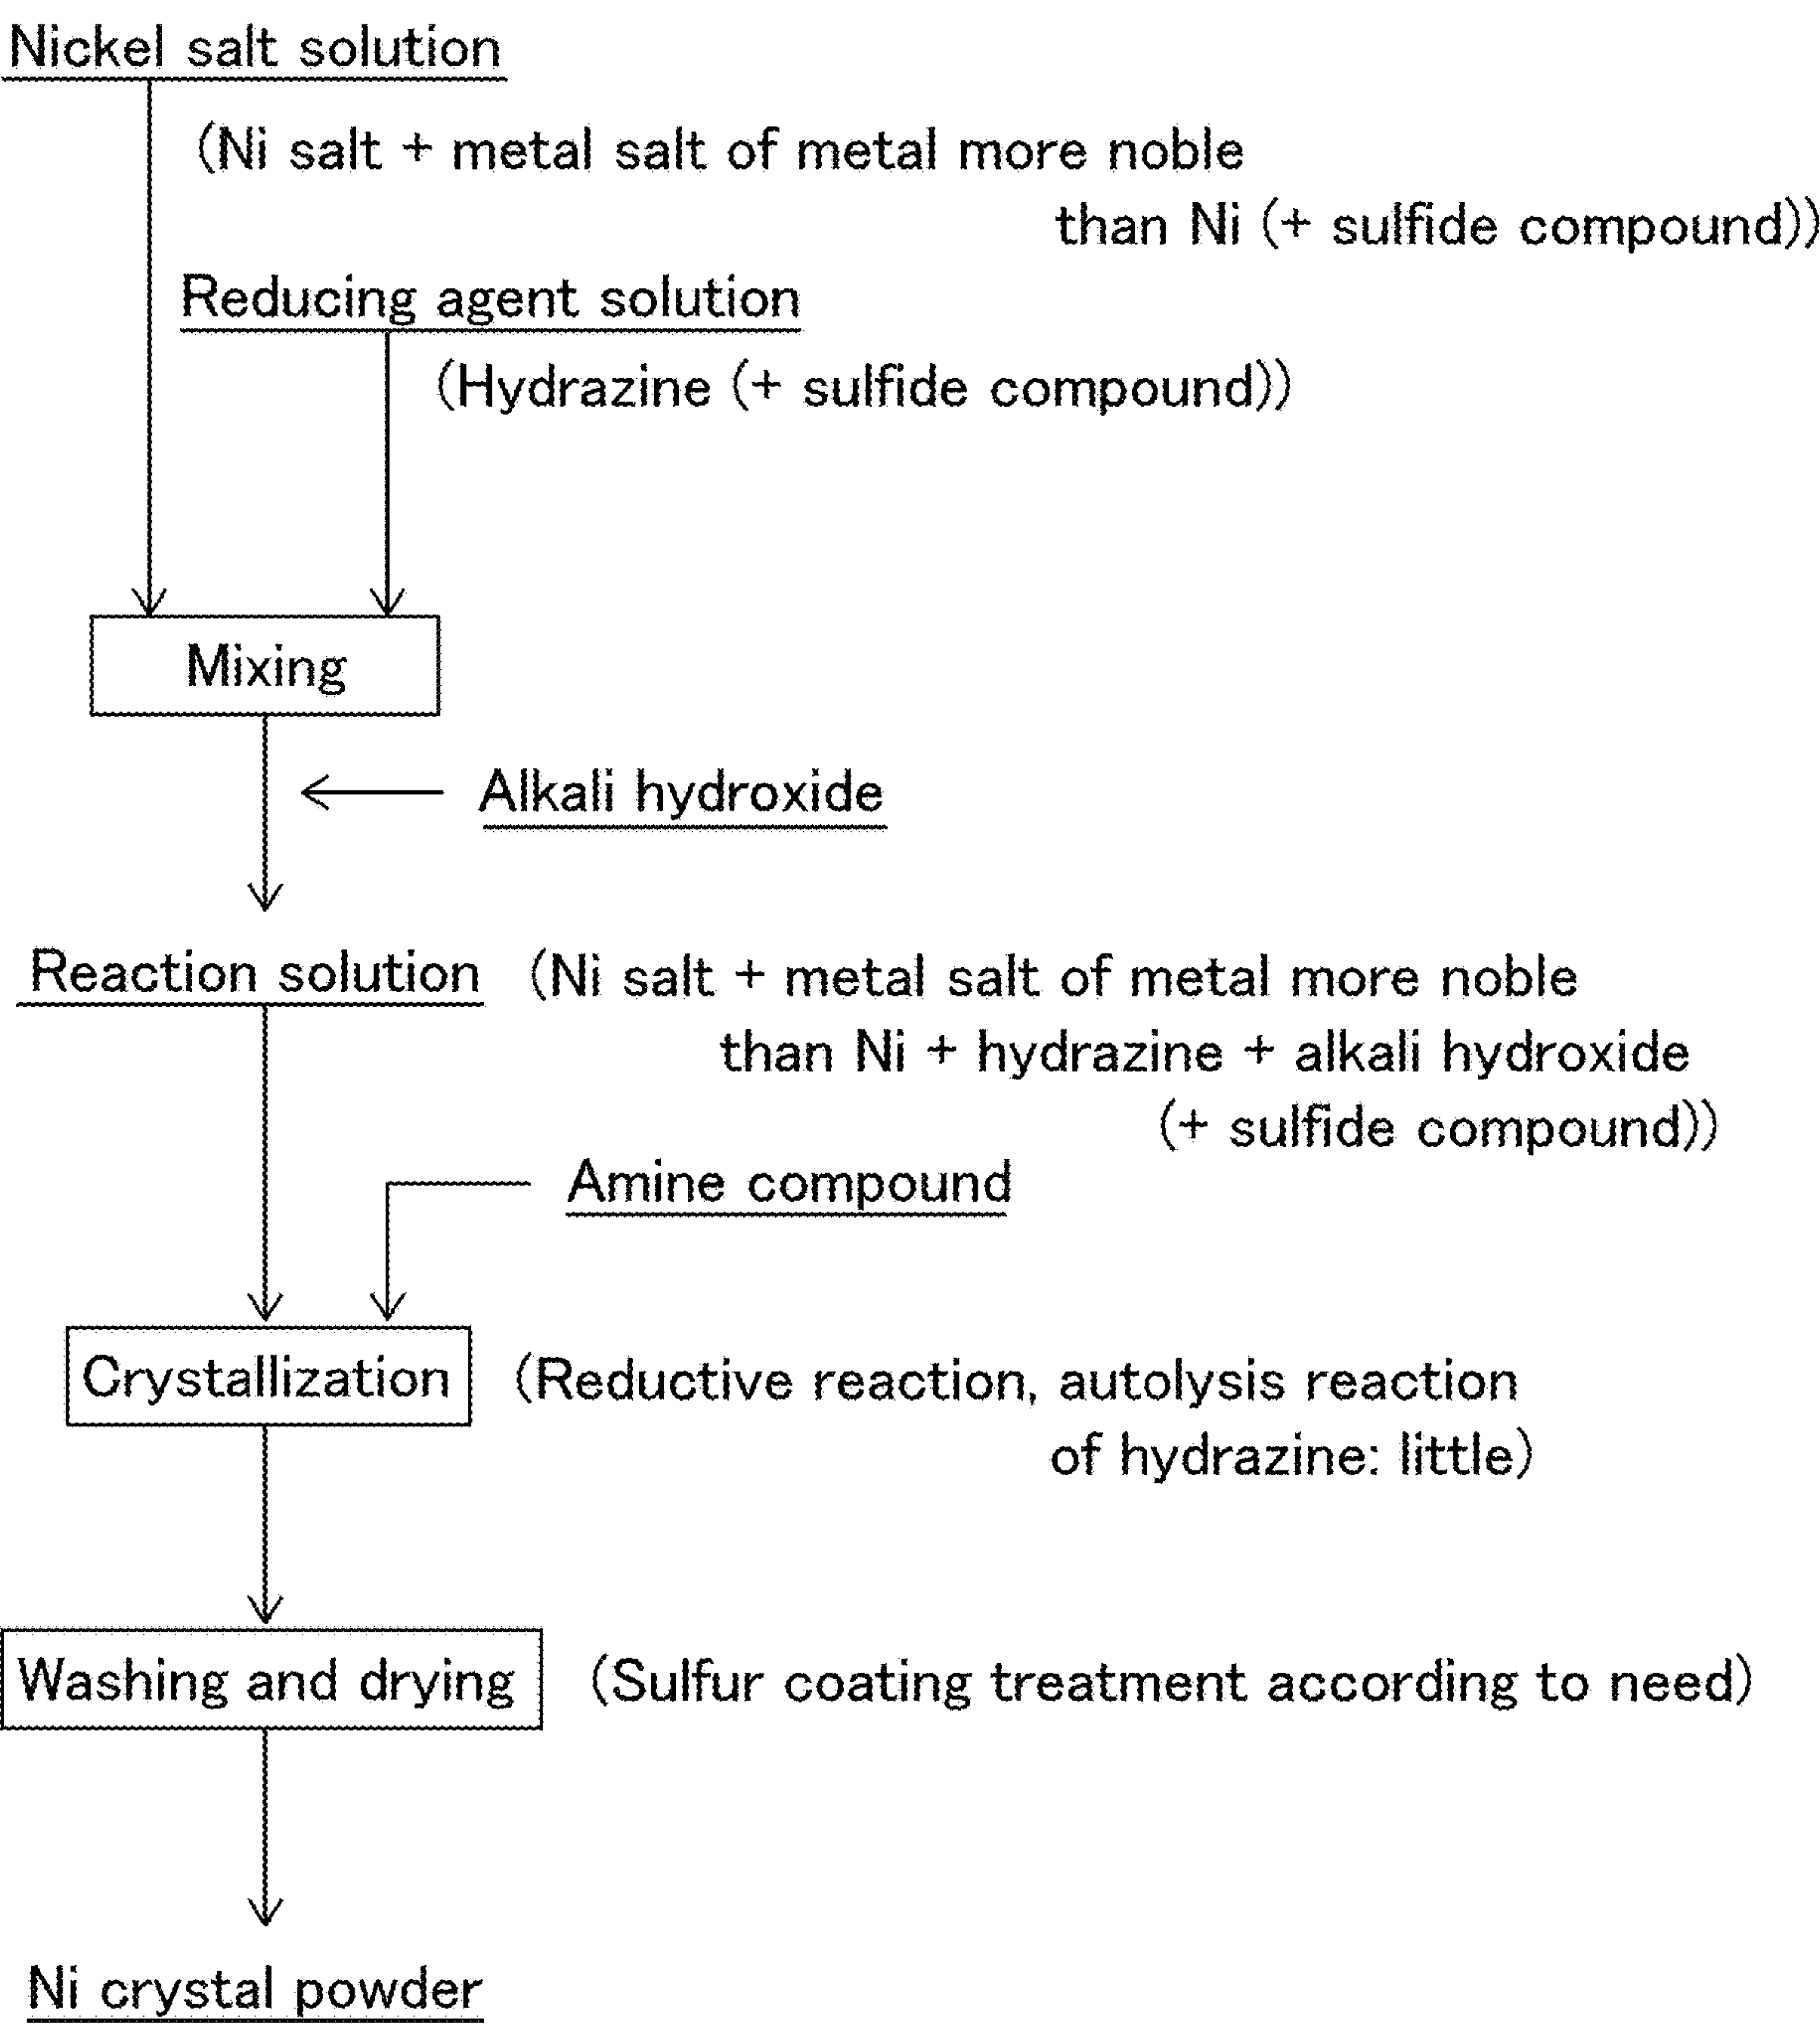 Nickel salt solution
(Ni salt + metal salt of metal more noble
than Ni (+ sulfide compound))
Reducing agent solution
(Hydrazine (+ sulfide compound))
Mixing
Alkali hydroxide
Reaction solution (Ni salt + metal salt of metal more noble
than Ni + hydrazine + alkali hydroxide
(+ sulfide compound))
Amine compound
Crystallization (Reductive reaction, autolysis reaction
of hydrazine: little)
Washing and drying (Sulfur coating treatment according to need)
Ni crystal powder